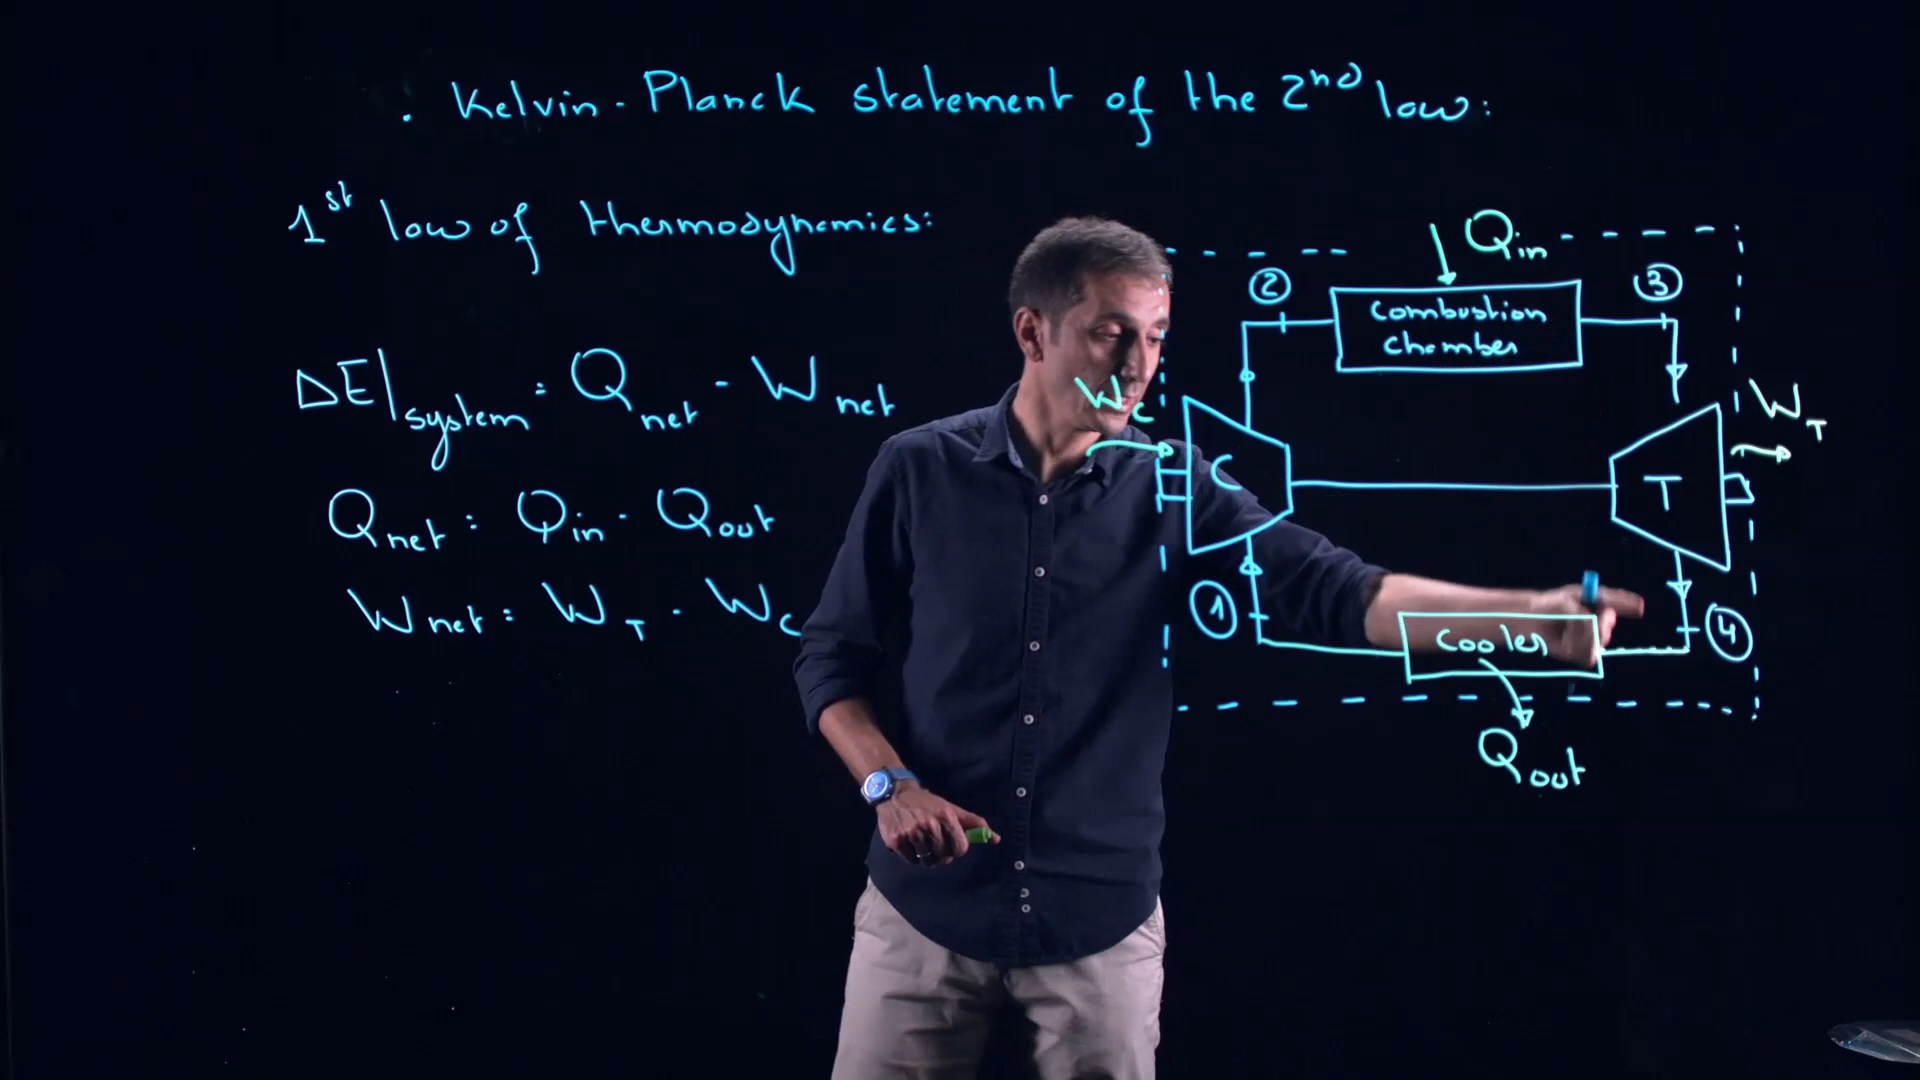 . Kelvin - Planck statement of the 2nd law:
1st law of thermodynamics:
ΔE|system = Qnet - Wnet
Qnet = Qin - Qout
Wnet = WT - WC
Qin
2
Combustion
chamber
3
WC
WT
C
T
1
Cooler
4
Qout